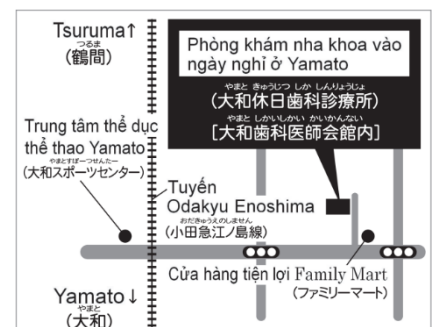 Tsuruma↑
つるま
(鶴間)
Phòng khám nha khoa vào
ngày nghỉ ở Yamato
やまと きゅうじつ しか しんりょうじょ
(大和休日歯科診療所)
やまと しかいしかい かいかんない
[大和歯科医師会館内]
Trung tâm thể dục
thể thao Yamato
やまとすぽーつせんたー
(大和スポーツセンター)
Tuyến
Odakyu Enoshima
おだきゅうえのしません
(小田急江ノ島線)
Cửa hàng tiện lợi Family Mart
(ファミリーマート)
Yamato↓
やまと
(大和)